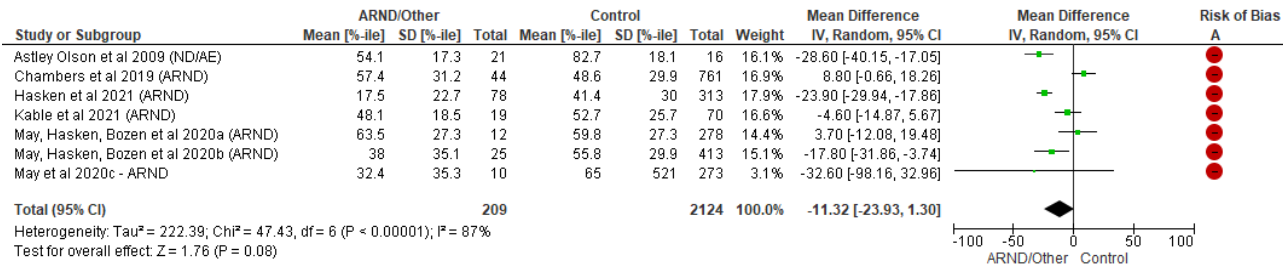 ARND/Other Control Mean Difference Mean Difference Risk of Bias
Study or Subgroup Mean [%-ile] SD [%-ile] Total Mean [%-ile] SD [%-ile] Total Weight IV, Random, 95% CI IV, Random, 95% CI A
Astley Olson et al 2009 (ND/AE) 54.1 17.3 21 82.7 18.1 16 16.1% -28.60 [-40.15, -17.05]
Chambers et al 2019 (ARND) 57.4 31.2 44 48.6 29.9 761 16.9% 8.80 [-0.66, 18.26]
Hasken et al 2021 (ARND) 17.5 22.7 78 41.4 30 313 17.9% -23.90 [-29.94, -17.86]
Kable et al 2021 (ARND) 48.1 18.5 19 52.7 25.7 70 16.6% -4.60 [-14.87, 5.67]
May, Hasken, Bozen et al 2020a (ARND) 63.5 27.3 12 59.8 27.3 278 14.4% 3.70 [-12.08, 19.48]
May, Hasken, Bozen et al 2020b (ARND) 38 35.1 25 55.8 29.9 413 15.1% -17.80 [-31.86, -3.74]
May et al 2020c - ARND 32.4 35.3 10 65 521 273 3.1% -32.60 [-98.16, 32.96]
Total (95% CI) 209 2124 100.0% -11.32 [-23.93, 1.30]
Heterogeneity: Tau² = 222.39; Chi² = 47.43, df = 6 (P < 0.00001); I² = 87%
Test for overall effect: Z = 1.76 (P = 0.08)
-100 -50 0 50 100
ARND/Other Control